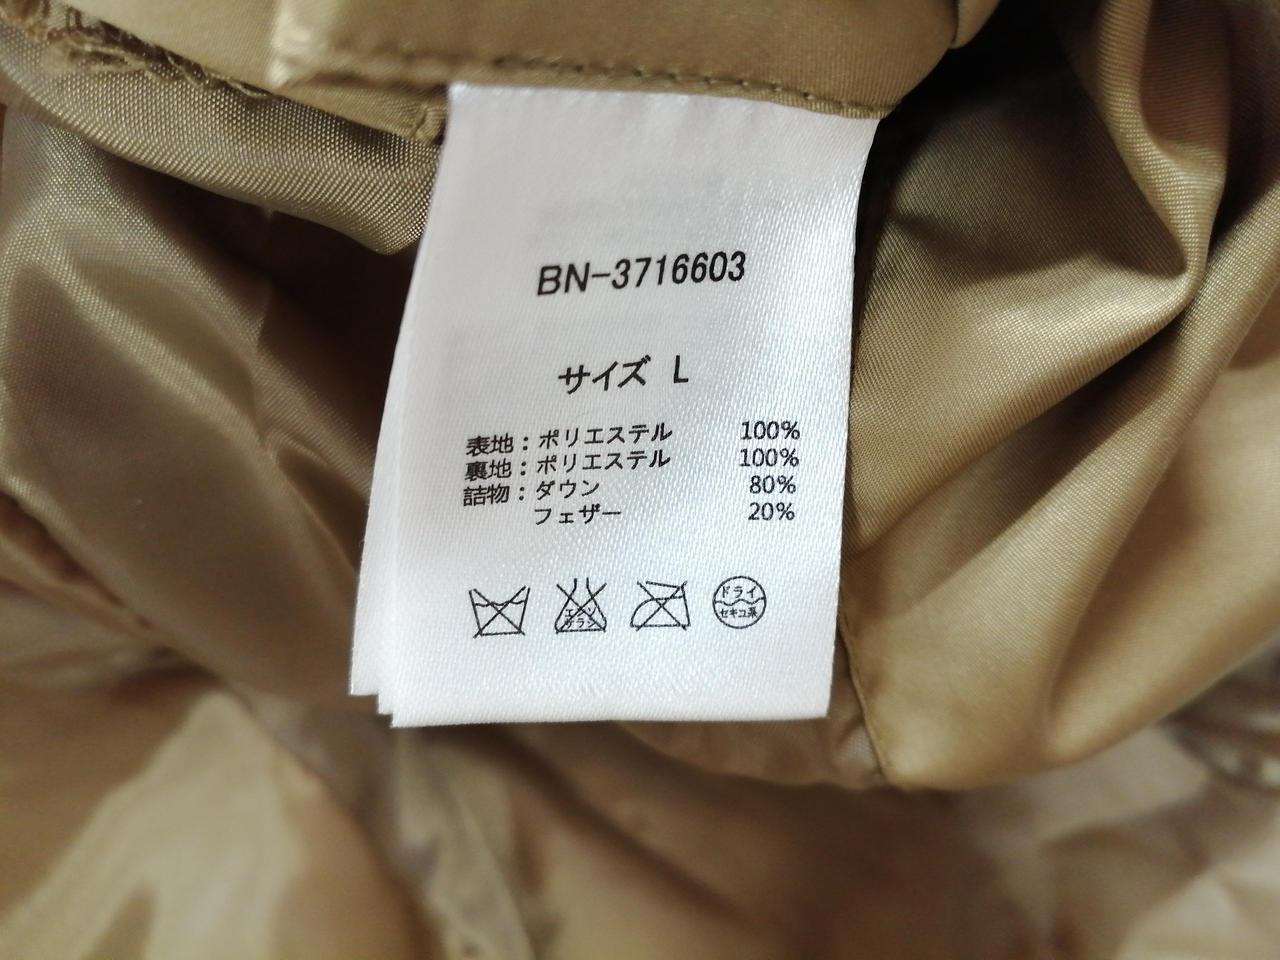 BN-3716603
サイズ L
表地：ポリエステル 100%
裏地：ポリエステル 100%
詰物：ダウン 80%
フェザー 20%
エンソ
サラシ
ドライ
セキユ系